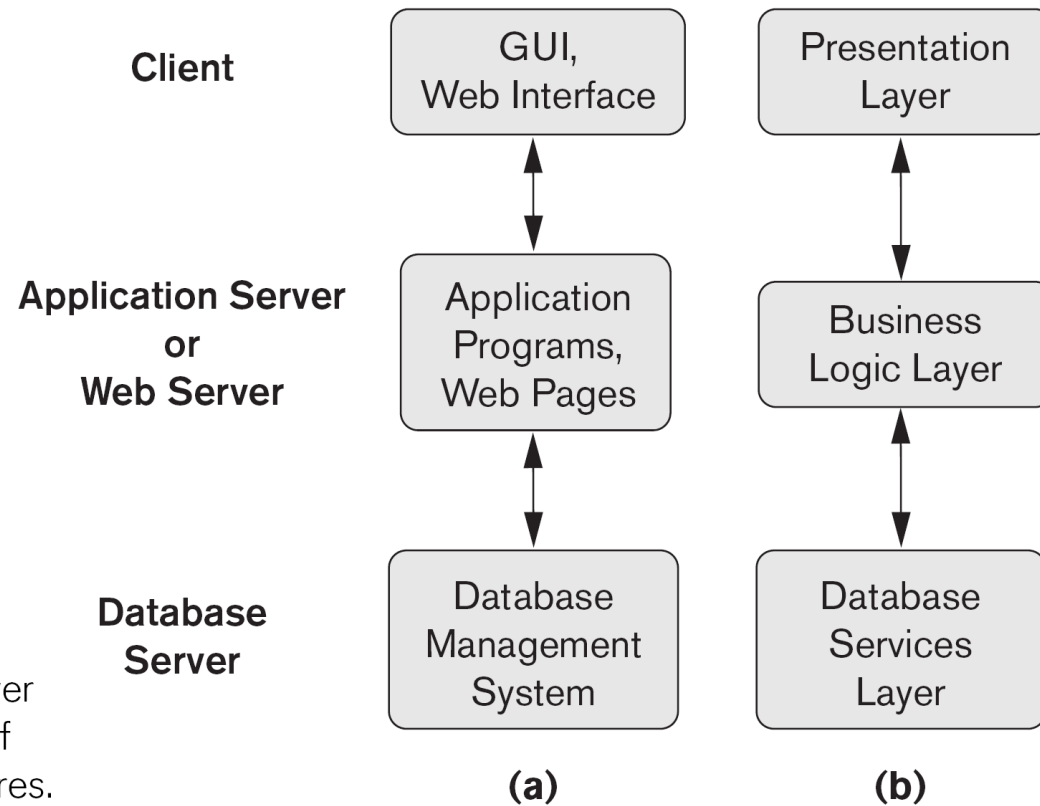 Client
GUI,
Web Interface
Presentation
Layer
Application Server
or
Web Server
Application
Programs,
Web Pages
Business
Logic Layer
Database
Server
Database
Management
System
Database
Services
Layer
(a)
(b)